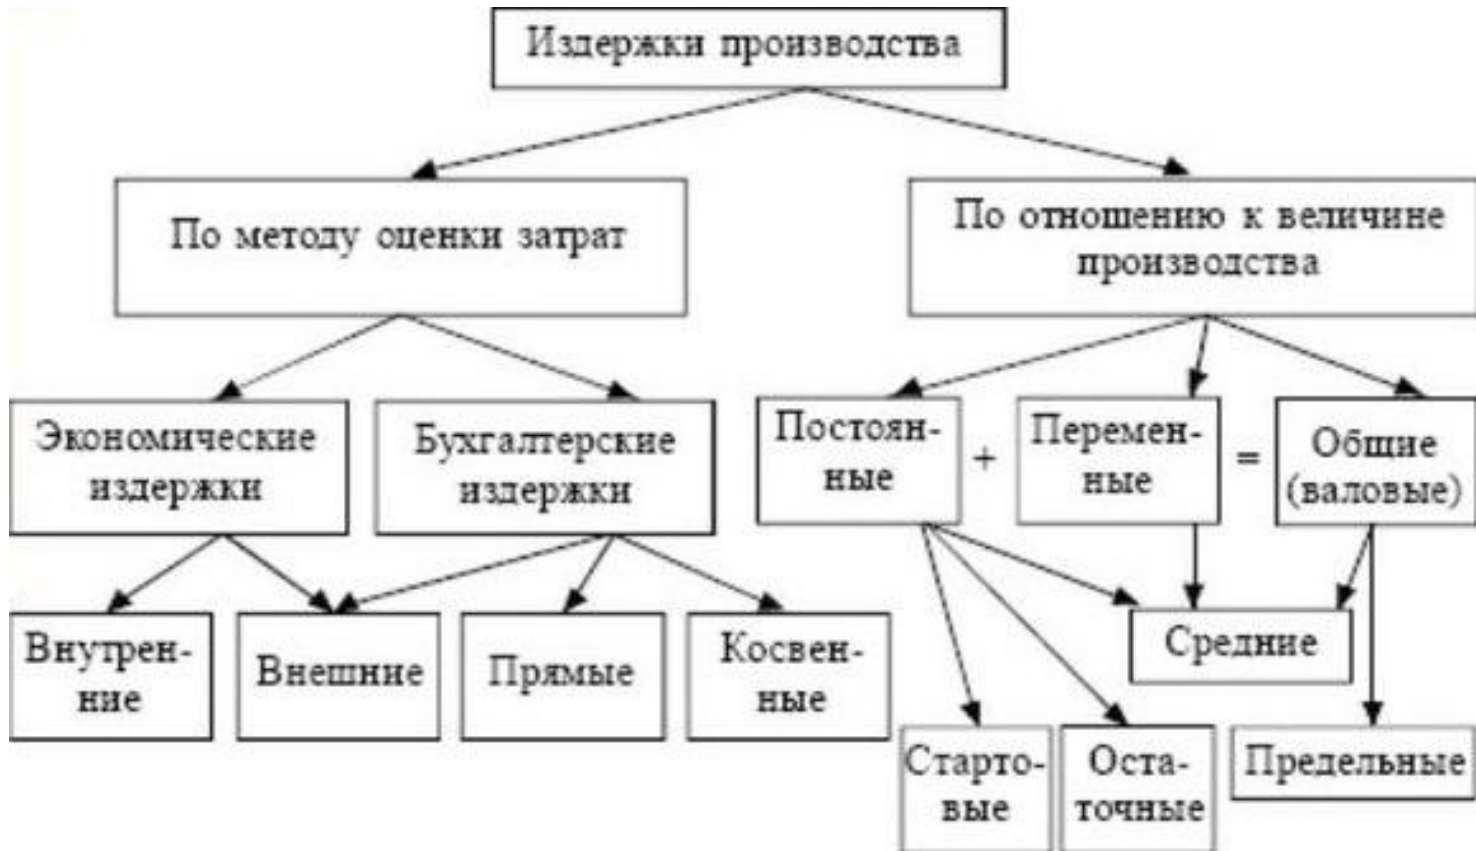 Издержки производства
По методу оценки затрат
По отношению к величине
производства
Экономические
издержки
Бухгалтерские
издержки
Постоян-
ные
+
Перемен-
ные
=
Общие
(валовые)
Внутрен-
ние
Внешние
Прямые
Косвен-
ные
Средние
Старто-
вые
Оста-
точные
Предельные